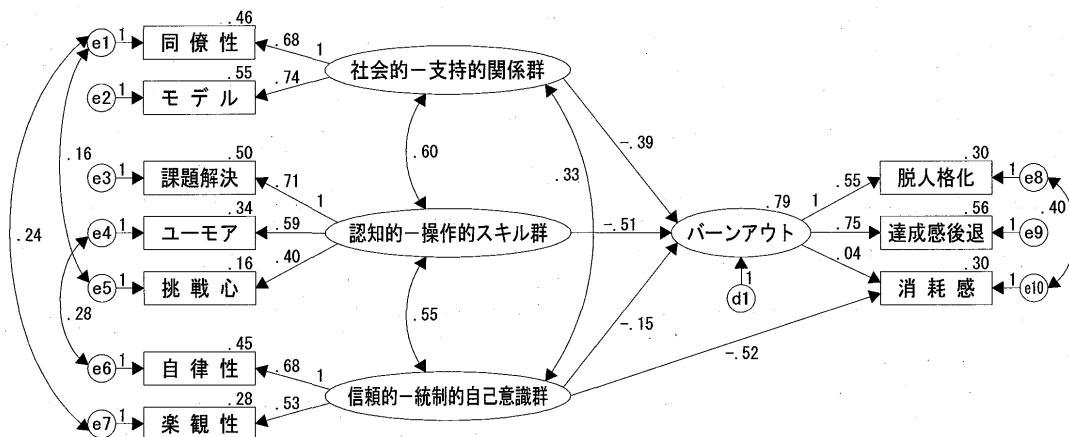 .46
e1
1
同僚性
.68
1
社会的－支持的関係群
.55
e2
1
モデル
.74
.16
.60
.33
-.39
.50
e3
1
課題解決
.71
1
.34
e4
1
ユーモア
.59
認知的－操作的スキル群
-.51
.79
バーンアウト
1
d1
.24
.16
e5
1
挑戦心
.40
.28
.55
-.15
-.52
.45
e6
1
自律性
.68
1
信頼的－統制的自己意識群
.28
e7
1
楽観性
.53
.30
1
.55
脱人格化
1
e8
.40
.56
.75
達成感後退
1
e9
.30
.04
消耗感
1
e10